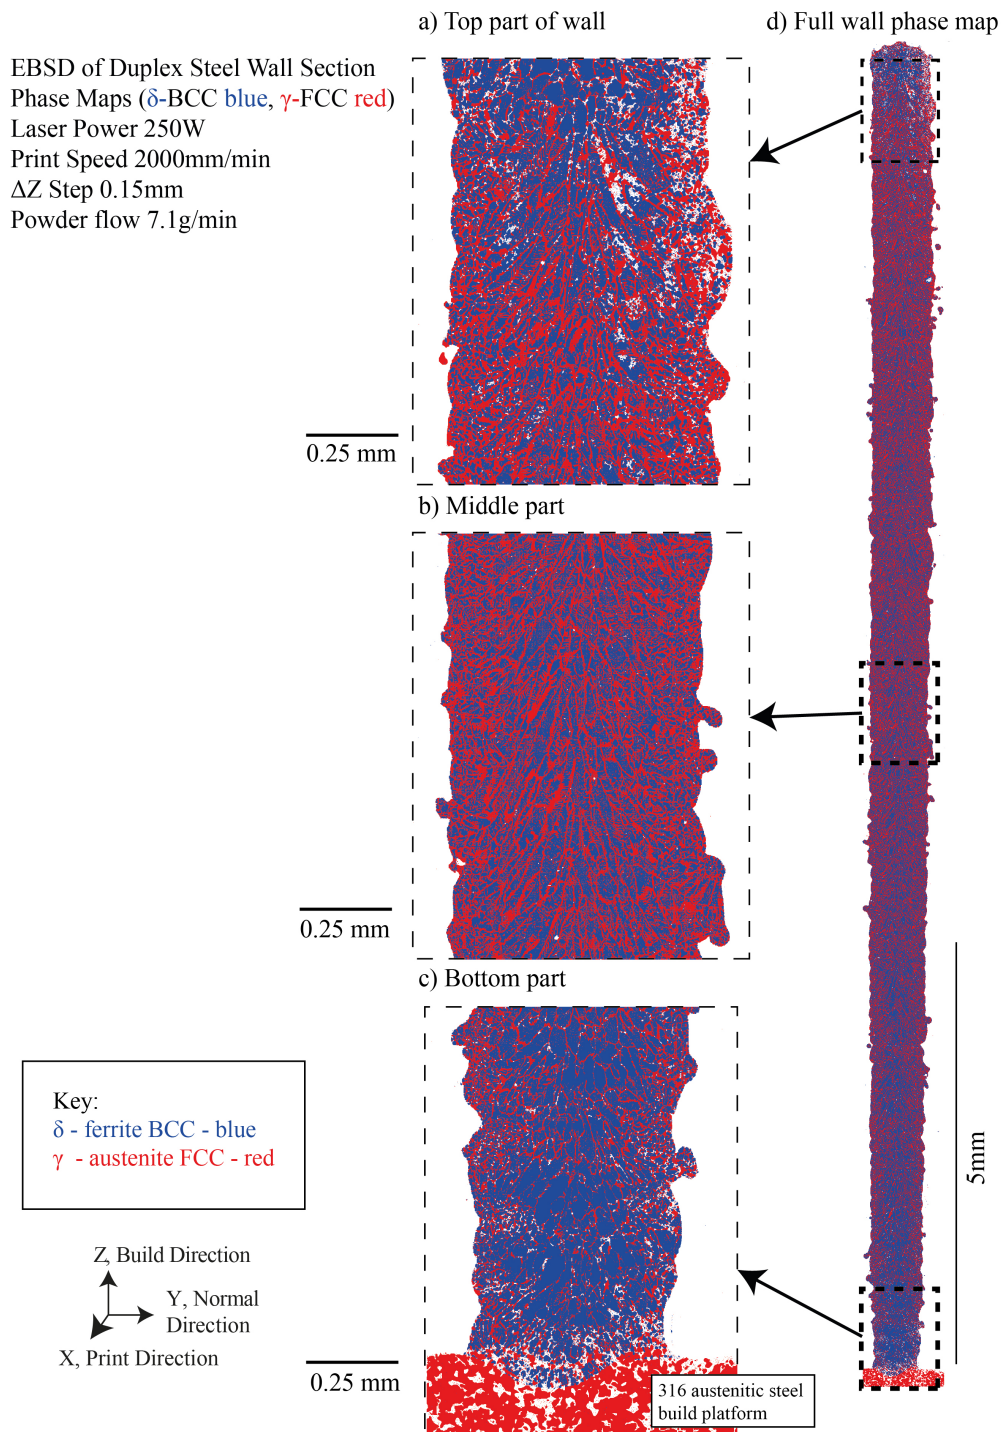 a) Top part of wall
d) Full wall phase map
EBSD of Duplex Steel Wall Section
Phase Maps (δ-BCC blue, γ-FCC red)
Laser Power 250W
Print Speed 2000mm/min
ΔZ Step 0.15mm
Powder flow 7.1g/min
0.25 mm
b) Middle part
0.25 mm
c) Bottom part
Key:
δ - ferrite BCC - blue
γ - austenite FCC - red
5mm
Z, Build Direction
Y, Normal
Direction
X, Print Direction
0.25 mm
316 austenitic steel
build platform